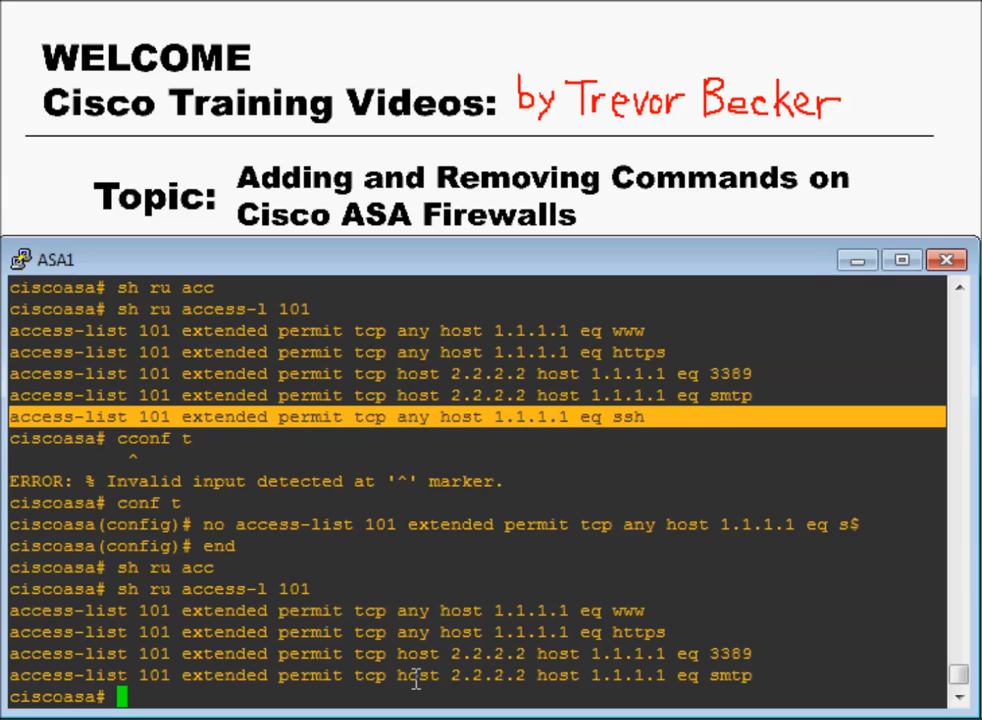 WELCOME
Cisco Training Videos: by Trevor Becker
Topic: Adding and Removing Commands on
Cisco ASA Firewalls
ASA1
ciscoasa# sh ru acc
ciscoasa# sh ru access-l 101
access-list 101 extended permit tcp any host 1.1.1.1 eq www
access-list 101 extended permit tcp any host 1.1.1.1 eq https
access-list 101 extended permit tcp host 2.2.2.2 host 1.1.1.1 eq 3389
access-list 101 extended permit tcp host 2.2.2.2 host 1.1.1.1 eq smtp
access-list 101 extended permit tcp any host 1.1.1.1 eq ssh
ciscoasa# cconf t
^
ERROR: % Invalid input detected at '^' marker.
ciscoasa# conf t
ciscoasa(config)# no access-list 101 extended permit tcp any host 1.1.1.1 eq s$
ciscoasa(config)# end
ciscoasa# sh ru acc
ciscoasa# sh ru access-l 101
access-list 101 extended permit tcp any host 1.1.1.1 eq www
access-list 101 extended permit tcp any host 1.1.1.1 eq https
access-list 101 extended permit tcp host 2.2.2.2 host 1.1.1.1 eq 3389
access-list 101 extended permit tcp host 2.2.2.2 host 1.1.1.1 eq smtp
ciscoasa#